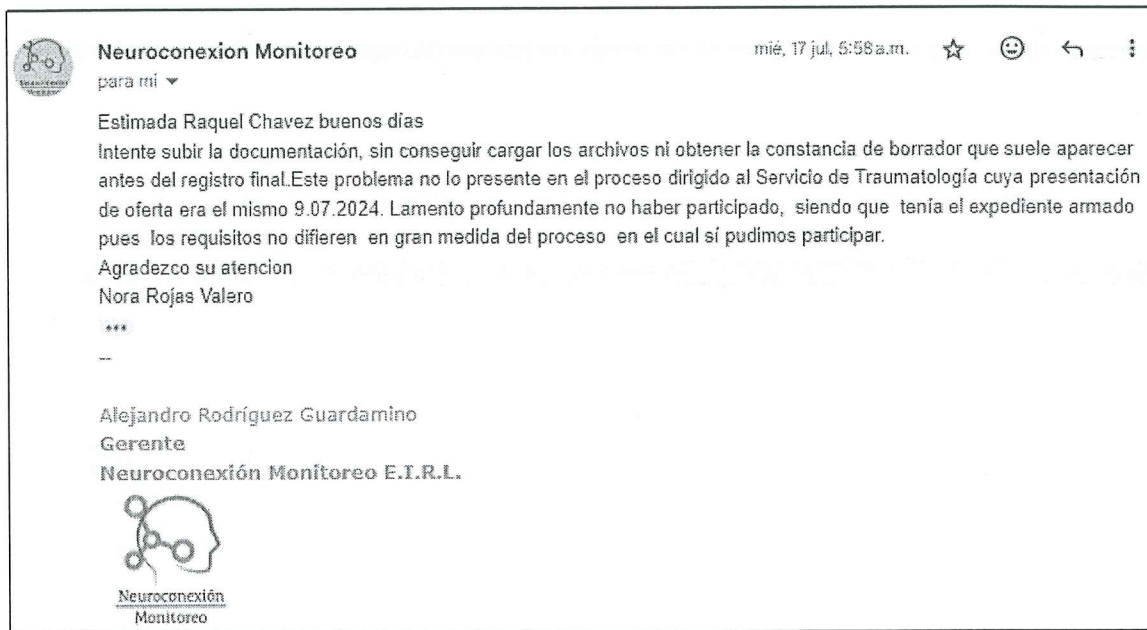 Neuroconexion Monitoreo
mié, 17 jul, 5:58 a.m.
para mi
Estimada Raquel Chavez buenos días
Intente subir la documentación, sin conseguir cargar los archivos ni obtener la constancia de borrador que suele aparecer
antes del registro final.Este problema no lo presente en el proceso dirigido al Servicio de Traumatología cuya presentación
de oferta era el mismo 9.07.2024. Lamento profundamente no haber participado, siendo que tenía el expediente armado
pues los requisitos no difieren en gran medida del proceso en el cual sí pudimos participar.
Agradezco su atencion
Nora Rojas Valero
•••
--
Alejandro Rodríguez Guardamino
Gerente
Neuroconexión Monitoreo E.I.R.L.
Neuroconexión
Monitoreo